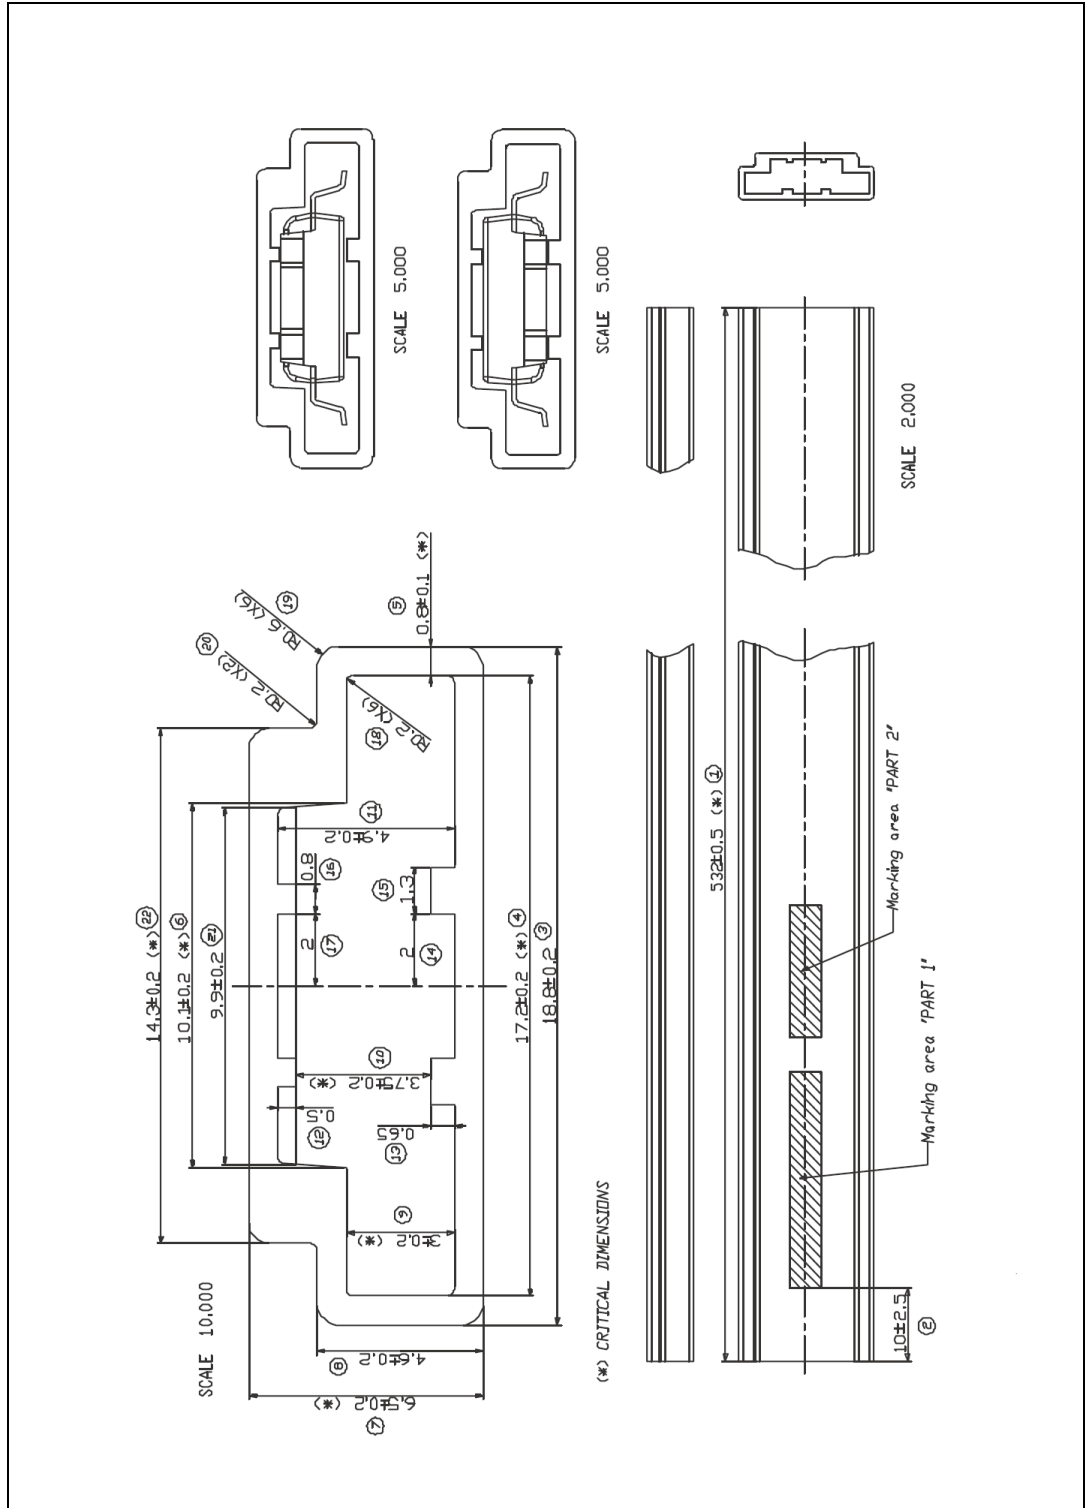 SCALE 10.000
14.3±0.2 (*) 22
10.1±0.2 (*) 6
9.9±0.2 21
R0.2 (X2) 20
R0.6 (X6) 19
0.8±0.1 (*) 5
R0.2 (X6) 18
4.9±0.2 11
0.8 16
2 17
1.3 15
2 14
3.75±0.2 (*) 10
0.5 12
0.65 13
3±0.2 (*) 9
17.2±0.2 (*) 4
18.8±0.2 3
4.6±0.2 8
6.5±0.2 (*) 7
(*) CRITICAL DIMENSIONS
SCALE 5.000
SCALE 5.000
532±0.5 (*) 1
SCALE 2.000
Marking area 'PART 2'
Marking area 'PART 1'
10±2.5
2